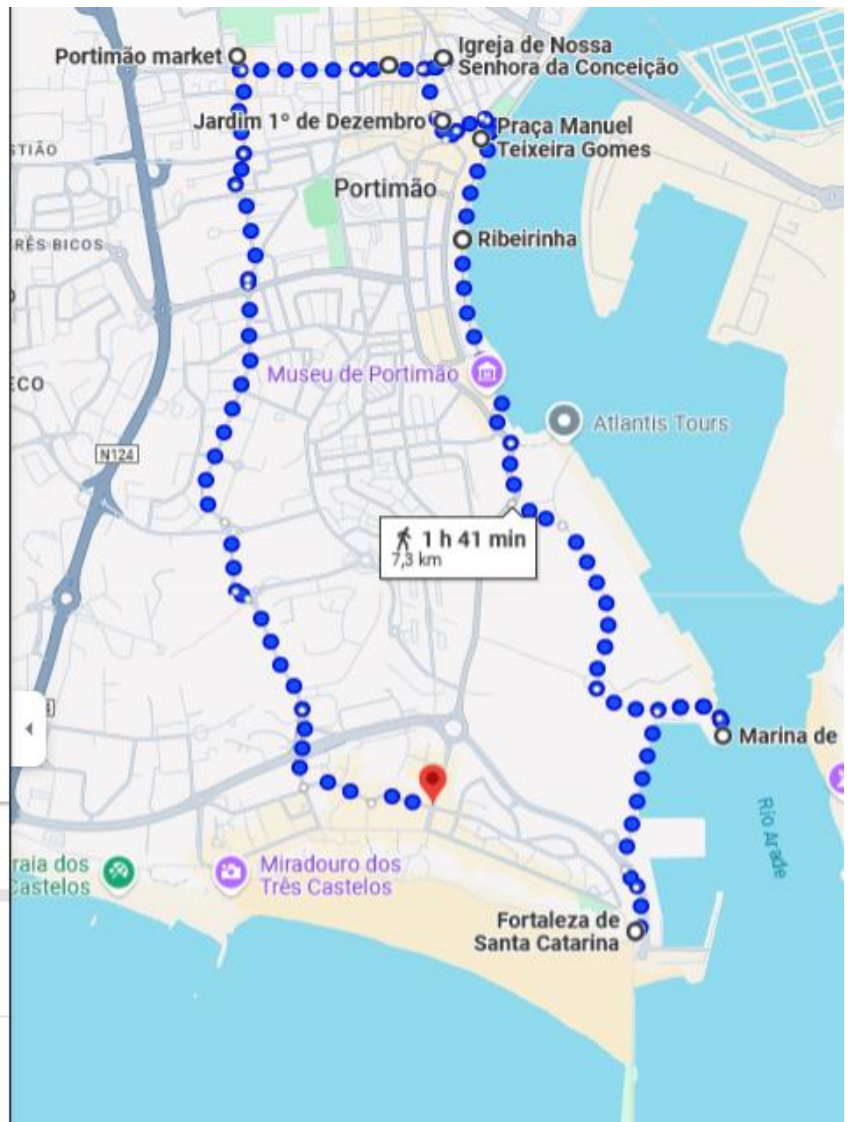 Portimão market
Igreja de Nossa
Senhora da Conceição
Jardim 1º de Dezembro
Praça Manuel
Teixeira Gomes
STIÃO
Portimão
RÊS BICOS
Ribeirinha
Museu de Portimão
ECO
Atlantis Tours
N124
1 h 41 min
7,3 km
Marina de
Rio Arade
raia dos
Castelos
Miradouro dos
Três Castelos
Fortaleza de
Santa Catarina